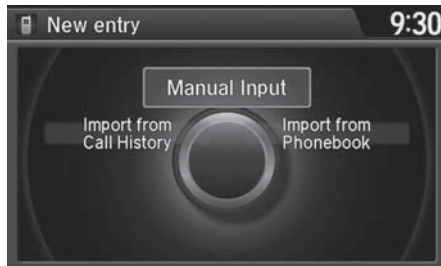 New entry
9:30
Manual Input
Import from
Call History
Import from
Phonebook